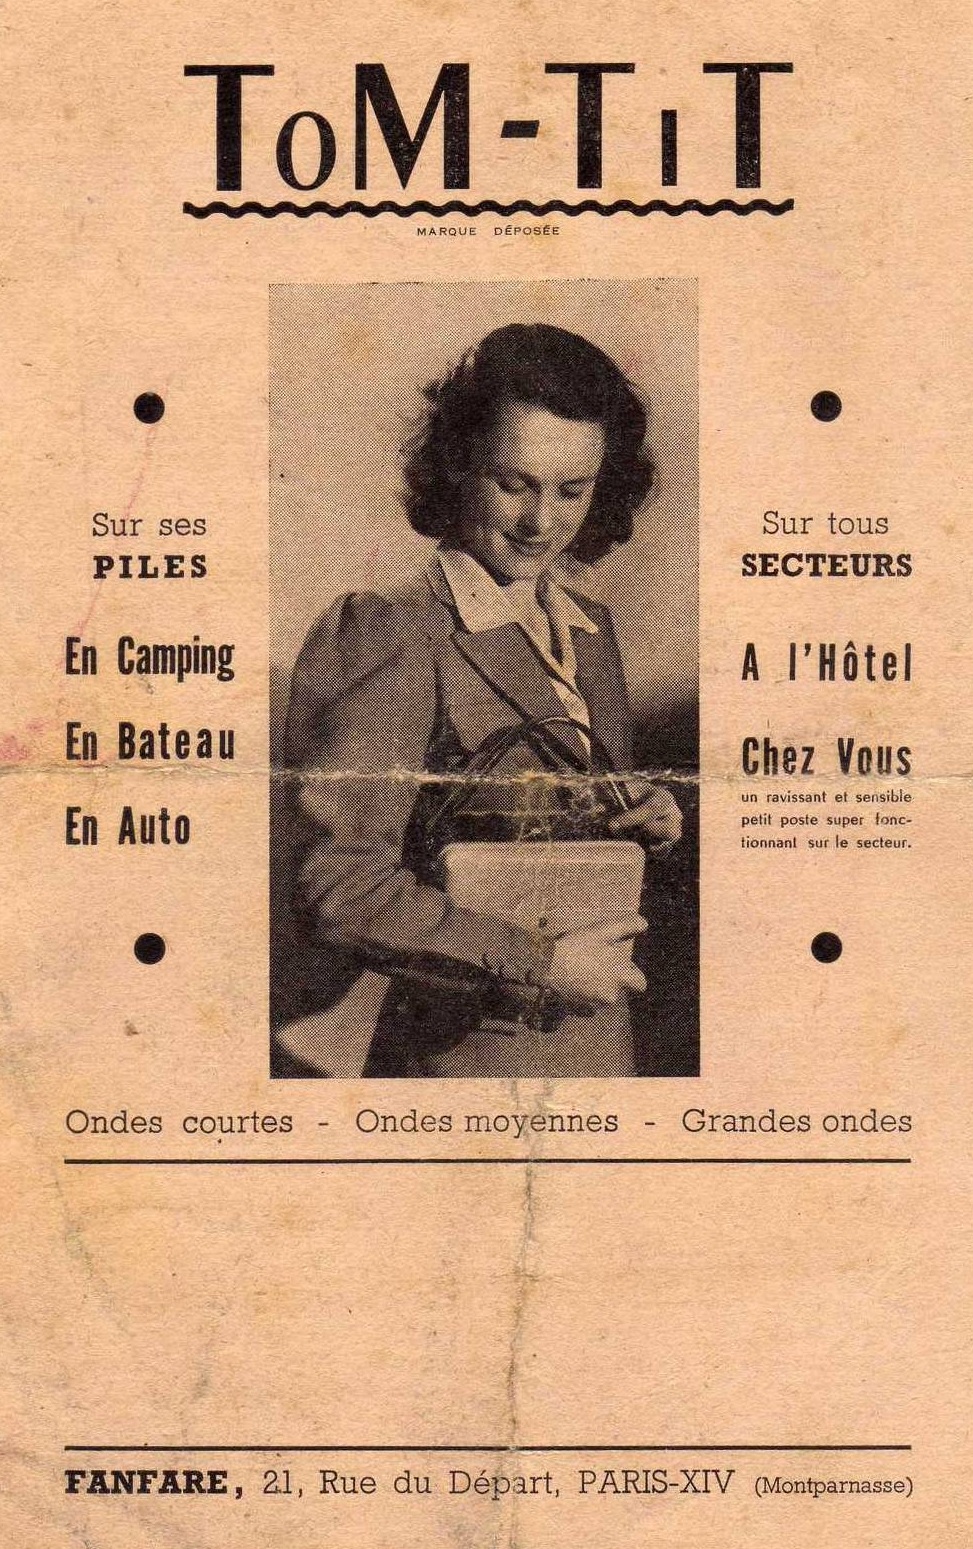 ToM-TiT
MARQUE DÉPOSÉE
Sur ses
PILES
En Camping
En Bateau
En Auto
Sur tous
SECTEURS
A l'Hôtel
Chez Vous
un ravissant et sensible
petit poste super fonc-
tionnant sur le secteur.
Ondes courtes - Ondes moyennes - Grandes ondes
FANFARE, 21, Rue du Départ, PARIS-XIV (Montparnasse)